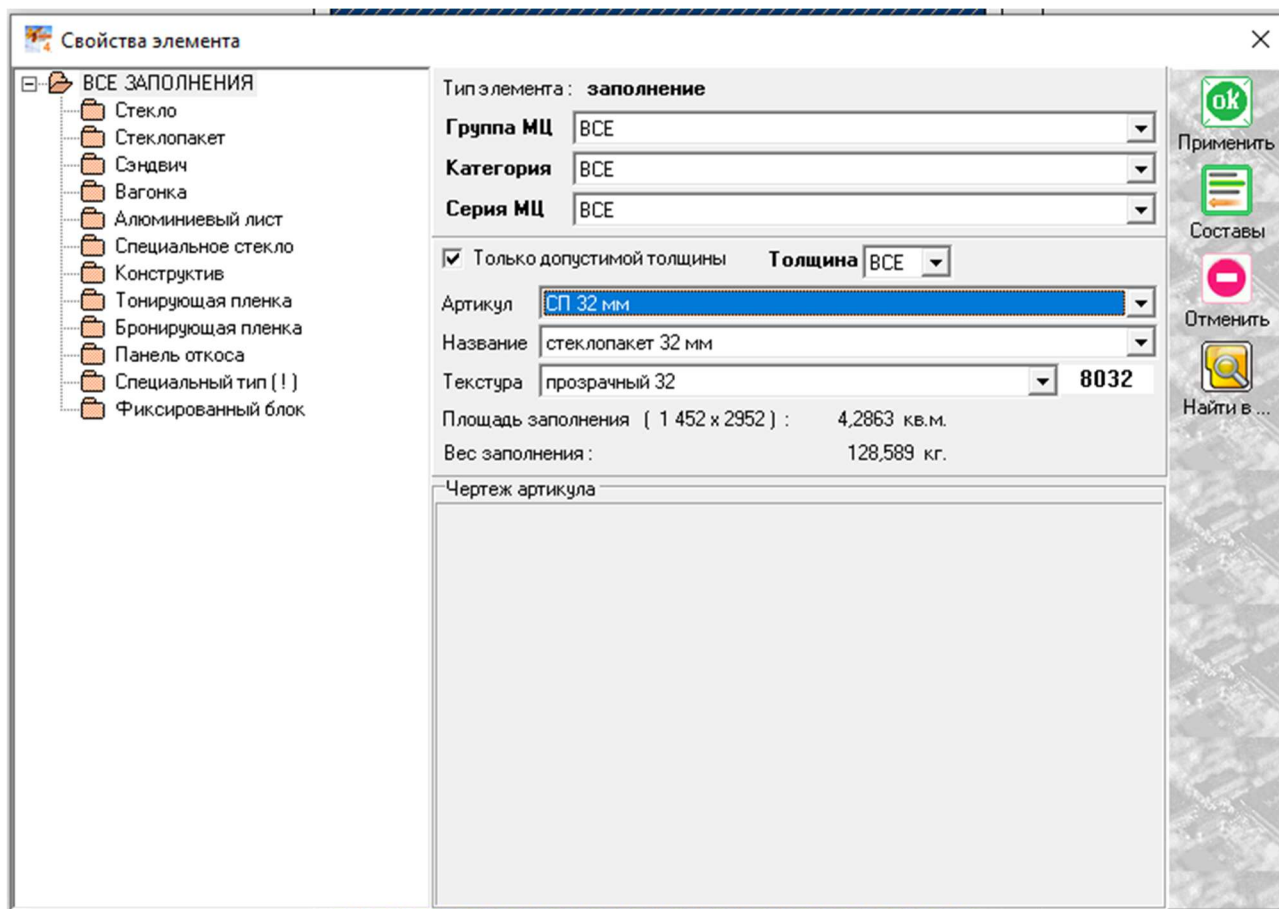 Свойства элемента
ВСЕ ЗАПОЛНЕНИЯ
Стекло
Стеклопакет
Сэндвич
Вагонка
Алюминиевый лист
Специальное стекло
Конструктив
Тонирующая пленка
Бронирующая пленка
Панель откоса
Специальный тип ( ! )
Фиксированный блок
Тип элемента : заполнение
Группа МЦ ВСЕ
Категория ВСЕ
Серия МЦ ВСЕ
Только допустимой толщины Толщина ВСЕ
Артикул СП 32 мм
Название стеклопакет 32 мм
Текстура прозрачный 32 8032
Площадь заполнения ( 1 452 x 2952 ) : 4,2863 кв.м.
Вес заполнения : 128,589 кг.
Чертеж артикула
Применить
Составы
Отменить
Найти в ...